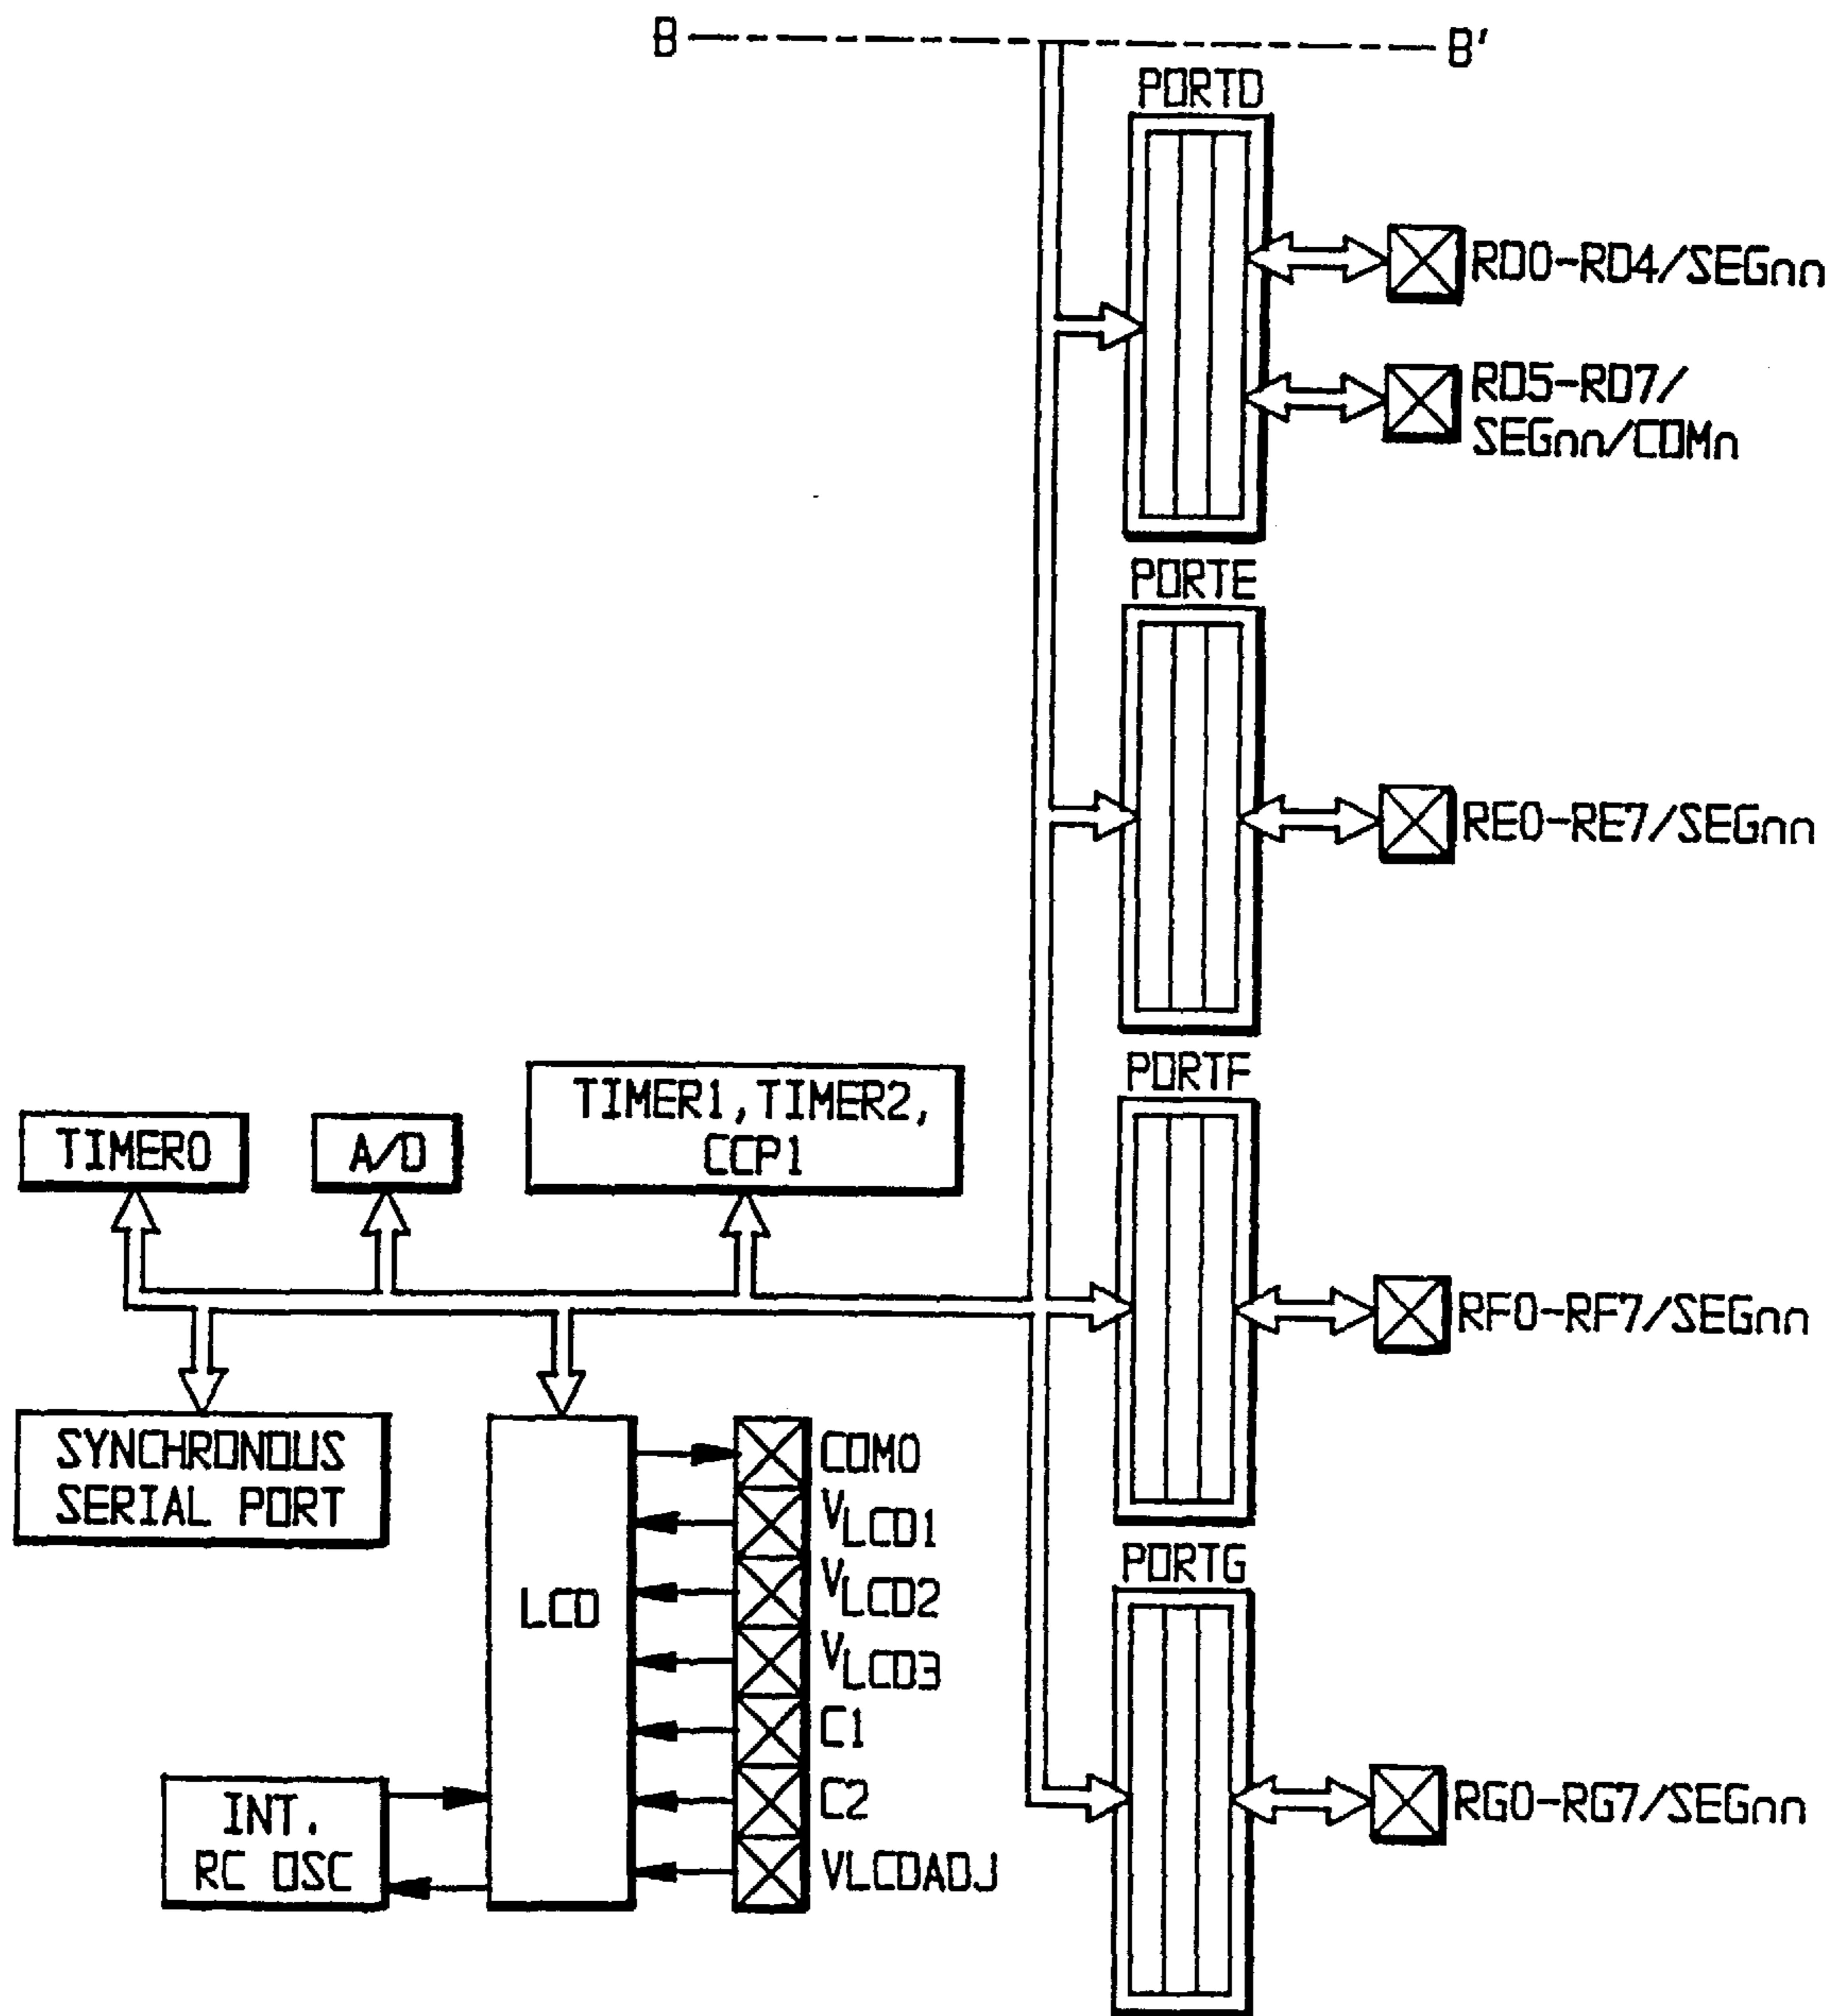 B B'
PORTD
RD0-RD4/SEGnn
RD5-RD7/
SEGnn/COMn
PORTE
RE0-RE7/SEGnn
PORTF
TIMER0
A/D
TIMER1,TIMER2,
CCP1
RF0-RF7/SEGnn
SYNCHRONOUS
SERIAL PORT
LCD
COM0
VLCD1
VLCD2
VLCD3
C1
C2
VLCDADJ
INT.
RC OSC
PORTG
RG0-RG7/SEGnn